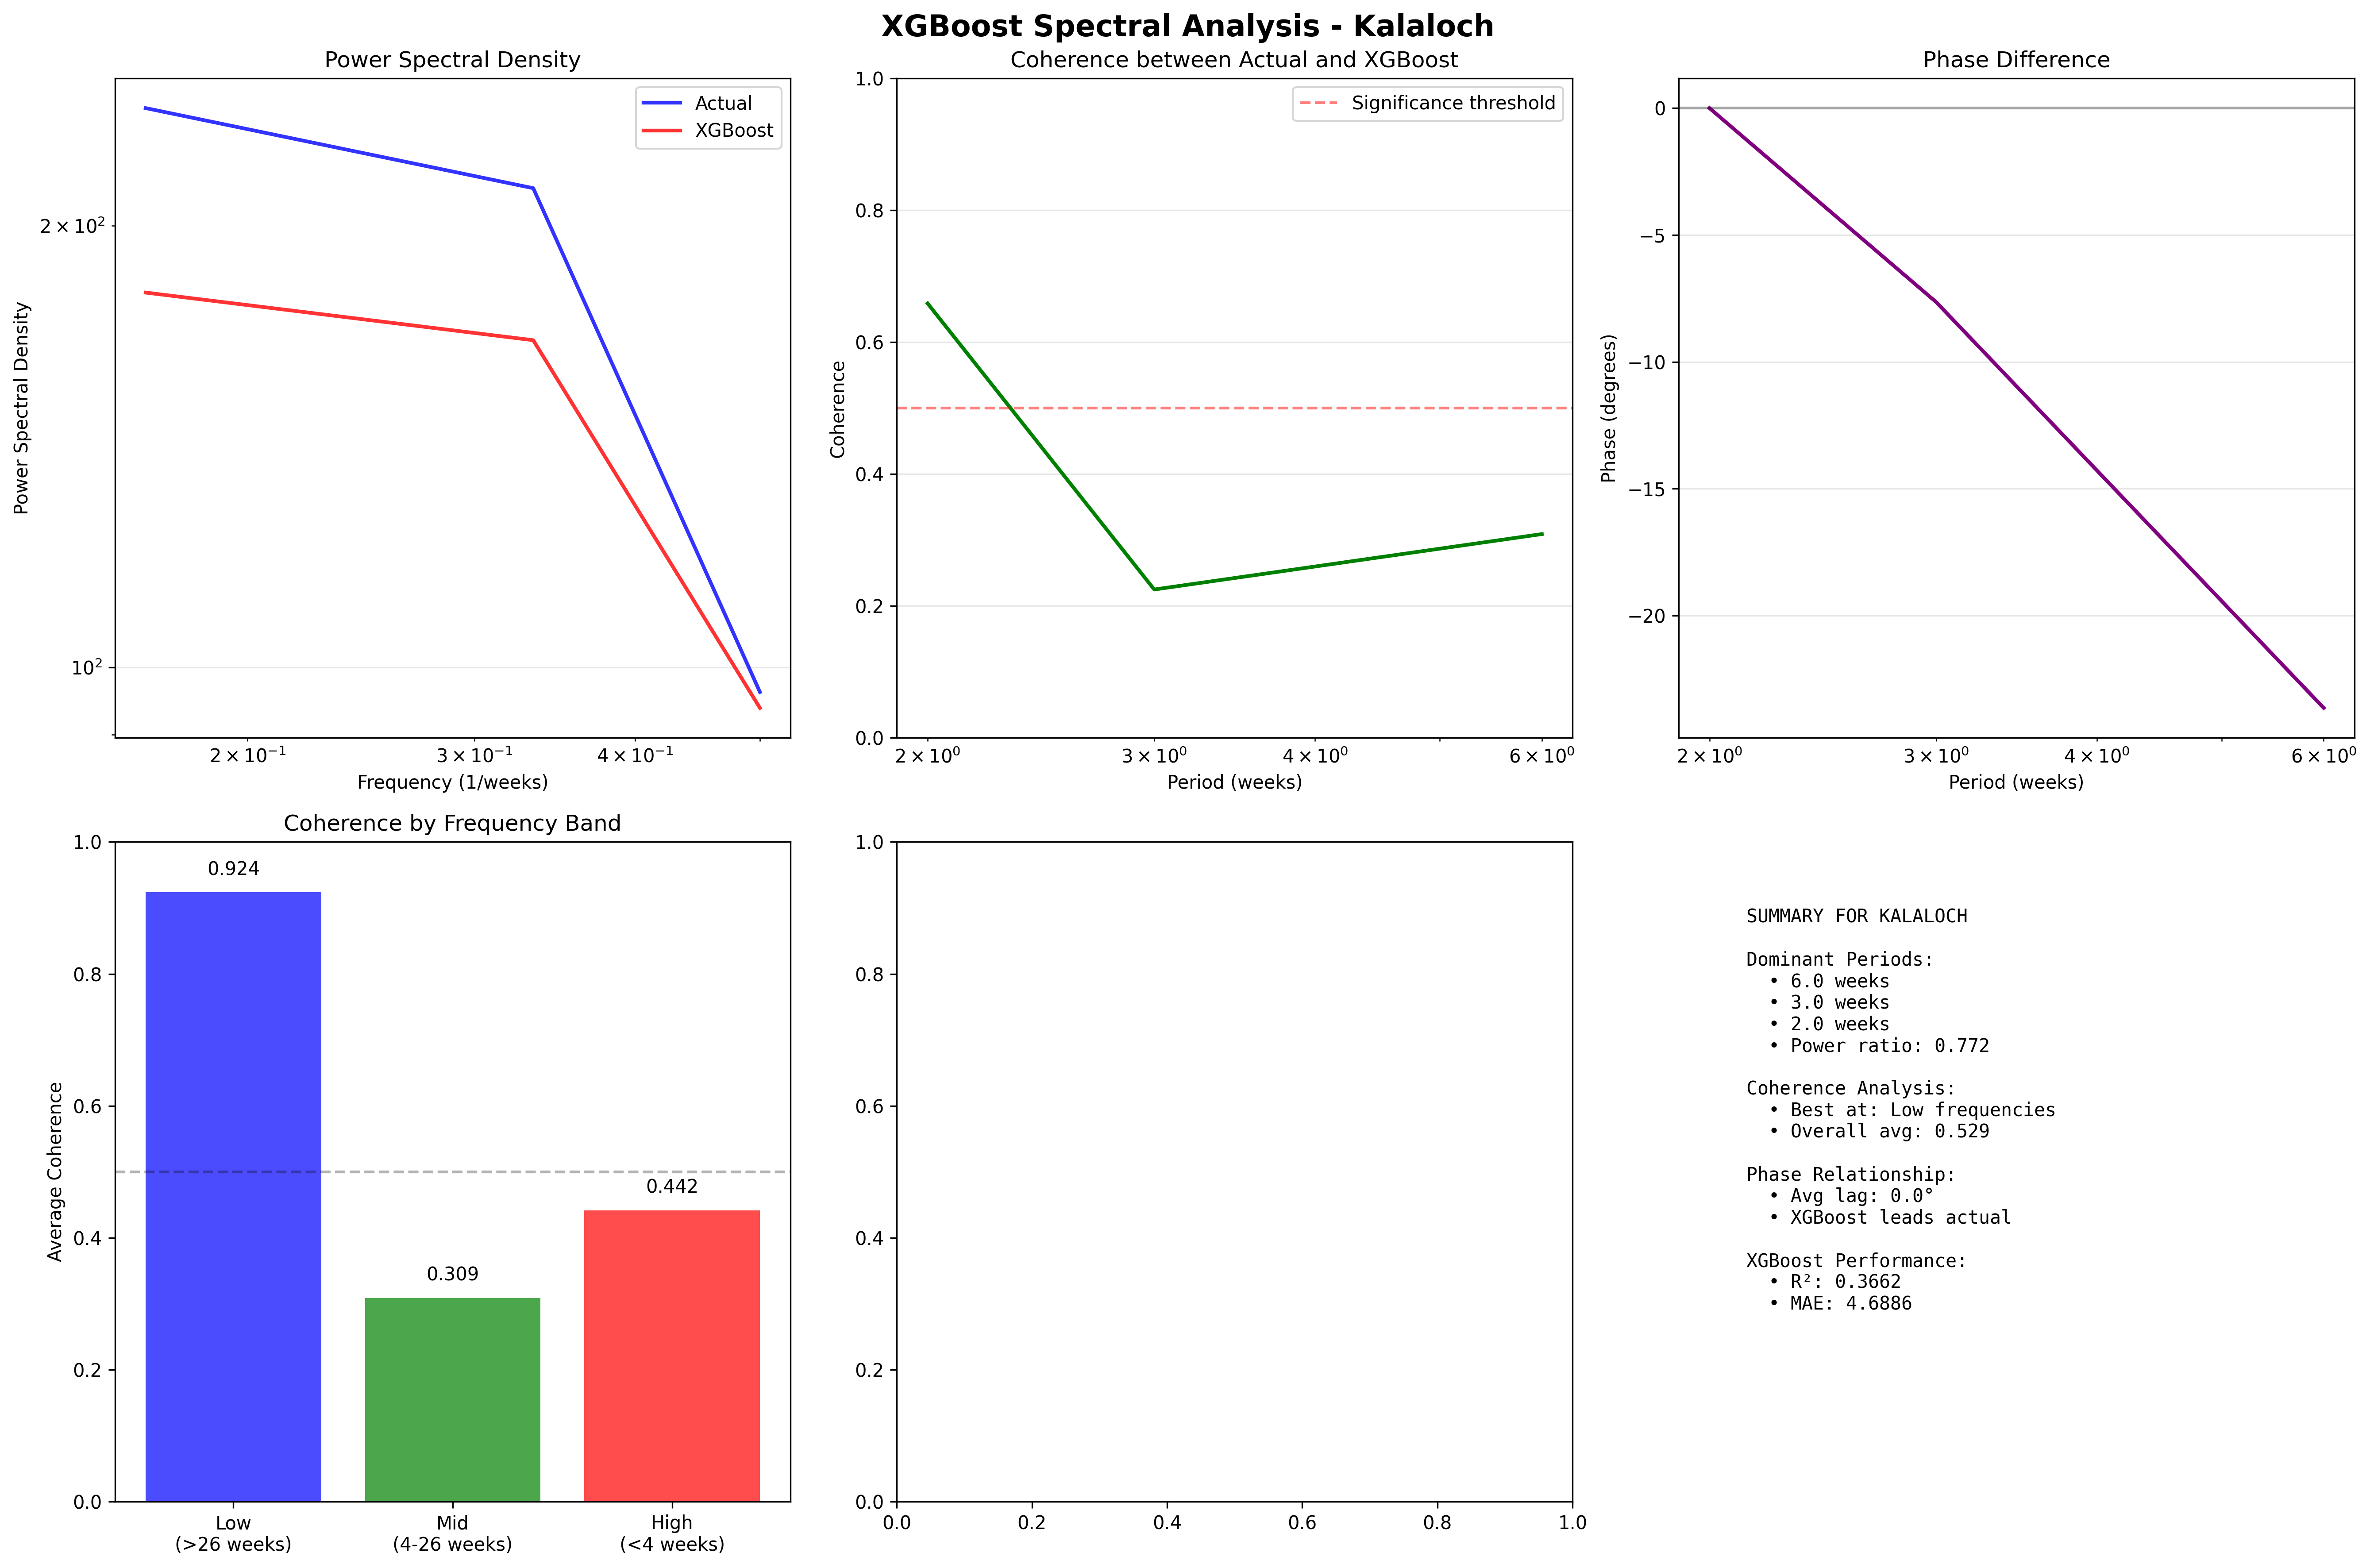 XGBoost Spectral Analysis - Kalaloch
Power Spectral Density
Actual
XGBoost
2 × 10²
10²
Power Spectral Density
2 × 10⁻¹
3 × 10⁻¹
4 × 10⁻¹
Frequency (1/weeks)
Coherence between Actual and XGBoost
Significance threshold
1.0
0.8
0.6
0.4
0.2
0.0
Coherence
2 × 10⁰
3 × 10⁰
4 × 10⁰
6 × 10⁰
Period (weeks)
Phase Difference
0
−5
−10
−15
−20
Phase (degrees)
2 × 10⁰
3 × 10⁰
4 × 10⁰
6 × 10⁰
Period (weeks)
Coherence by Frequency Band
1.0
0.8
0.6
0.4
0.2
0.0
Average Coherence
0.924
0.309
0.442
Low
(>26 weeks)
Mid
(4-26 weeks)
High
(<4 weeks)
1.0
0.8
0.6
0.4
0.2
0.0
0.0
0.2
0.4
0.6
0.8
1.0
SUMMARY FOR KALALOCH
Dominant Periods:
• 6.0 weeks
• 3.0 weeks
• 2.0 weeks
• Power ratio: 0.772
Coherence Analysis:
• Best at: Low frequencies
• Overall avg: 0.529
Phase Relationship:
• Avg lag: 0.0°
• XGBoost leads actual
XGBoost Performance:
• R²: 0.3662
• MAE: 4.6886